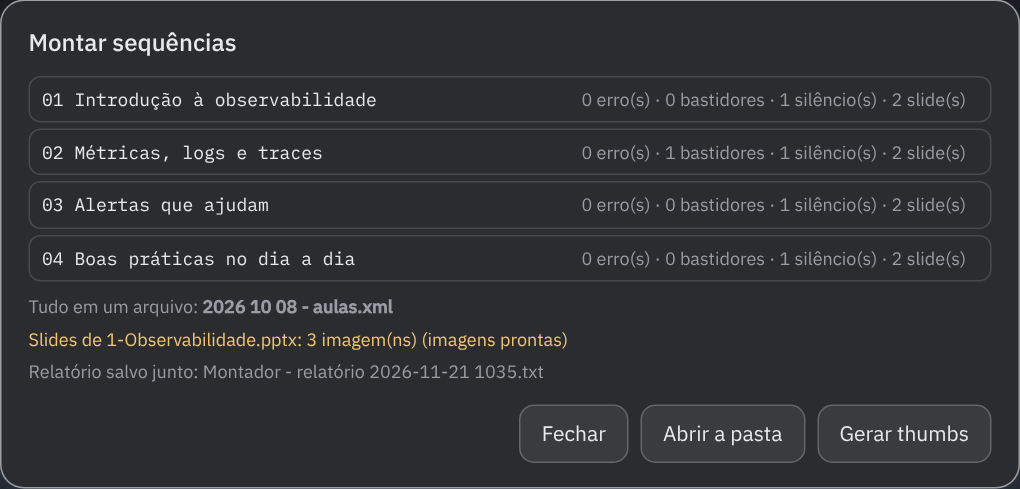 Montar sequências
01 Introdução à observabilidade 0 erro(s) · 0 bastidores · 1 silêncio(s) · 2 slide(s)
02 Métricas, logs e traces 0 erro(s) · 1 bastidores · 1 silêncio(s) · 2 slide(s)
03 Alertas que ajudam 0 erro(s) · 0 bastidores · 1 silêncio(s) · 2 slide(s)
04 Boas práticas no dia a dia 0 erro(s) · 0 bastidores · 1 silêncio(s) · 2 slide(s)
Tudo em um arquivo: 2026 10 08 - aulas.xml
Slides de 1-Observabilidade.pptx: 3 imagem(ns) (imagens prontas)
Relatório salvo junto: Montador - relatório 2026-11-21 1035.txt
Fechar Abrir a pasta Gerar thumbs